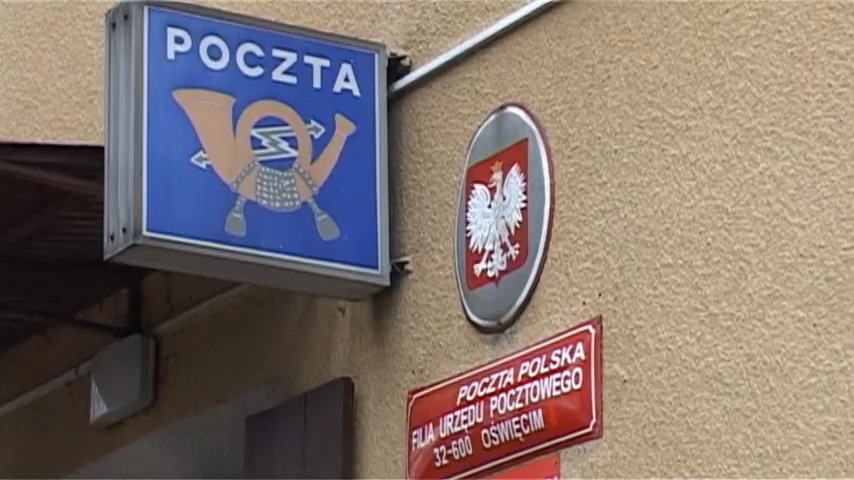 POCZTA
POCZTA POLSKA
FILIA URZĘDU POCZTOWEGO
32-600 OŚWIĘCIM